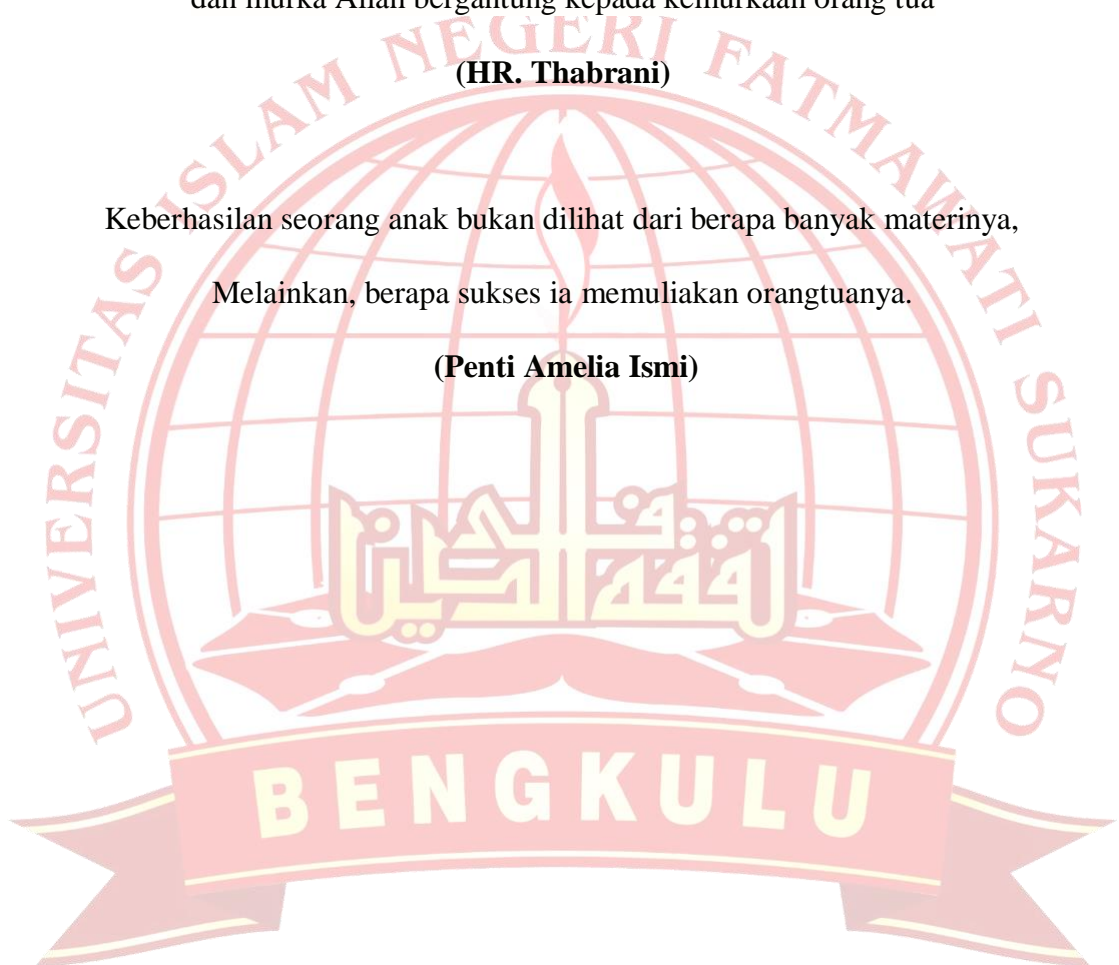 dan murka Allah bergantung kepada kemurkaan orang tua
(HR. Thabrani)
Keberhasilan seorang anak bukan dilihat dari berapa banyak materinya,
Melainkan, berapa sukses ia memuliakan orangtuanya.
(Penti Amelia Ismi)
UNIVERSITAS ISLAM NEGERI FATMAWATI SUKARNO
BENGKULU